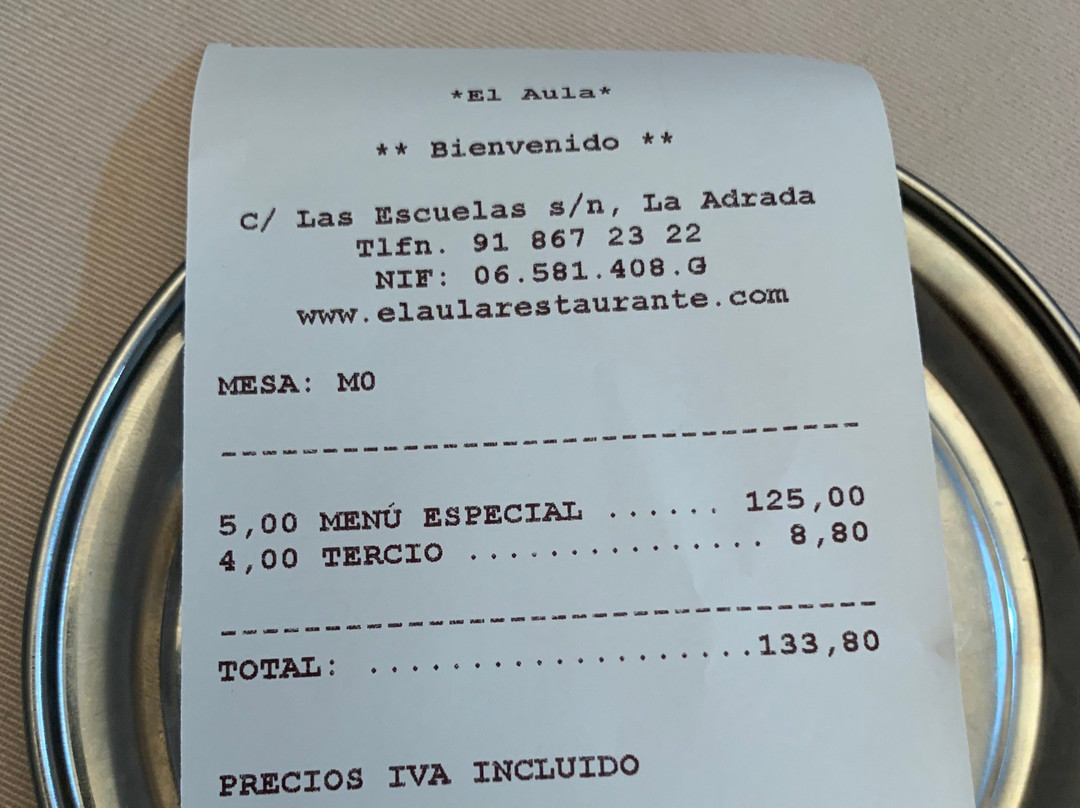 *El Aula*
** Bienvenido **
C/ Las Escuelas s/n, La Adrada
Tlfn. 91 867 23 22
NIF: 06.581.408.G
www.elaularestaurante.com
MESA: M0
--------------------------------
5,00 MENÚ ESPECIAL ...... 125,00
4,00 TERCIO ............... 8,80
--------------------------------
TOTAL: ...................133,80
PRECIOS IVA INCLUIDO